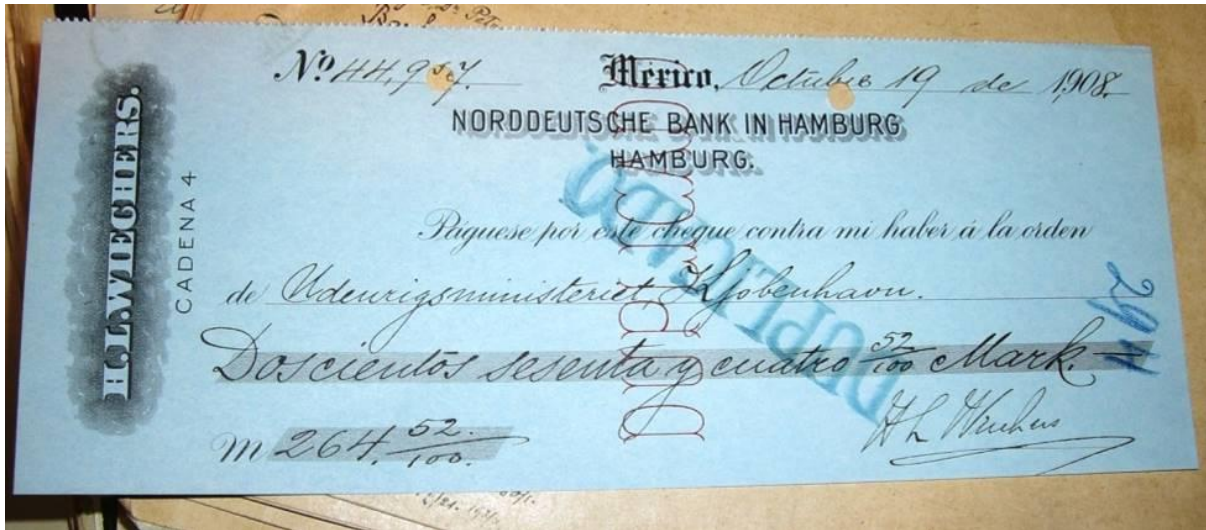 H. L. WIECHERS.
CADENA 4
Nº 44,957. México, Octubre 19 de 1908.
NORDDEUTSCHE BANK IN HAMBURG
HAMBURG.
Páguese por este cheque contra mi haber á la orden
de Udenrigsministeriet Kjobenhavn.
Doscientos sesenta y cuatro 52/100 Mark.
M 264. 52/100.
H L Wiechers
DUPLICADO
DUPLICADO.